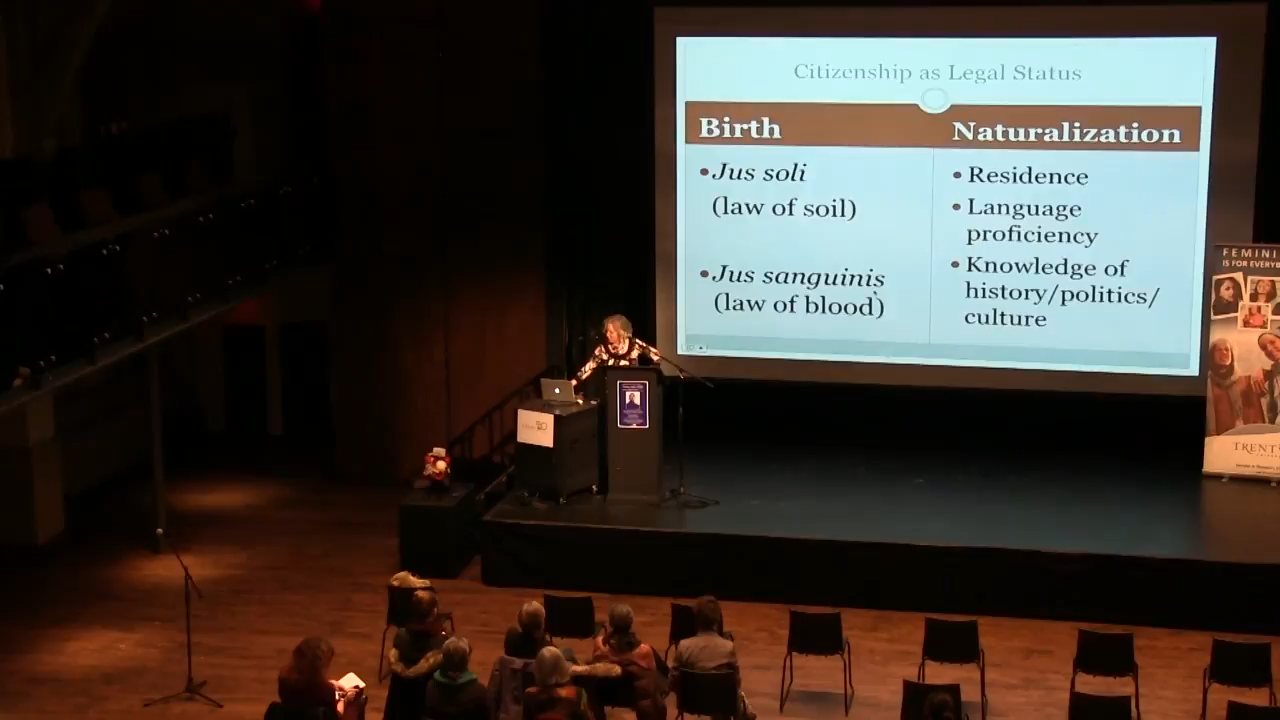 Citizenship as Legal Status
Birth
Naturalization
•Jus soli
(law of soil)
•Jus sanguinis
(law of blood)
•Residence
•Language
proficiency
•Knowledge of
history/politics/
culture
FEMINI
IS FOR EVERY
TRENT